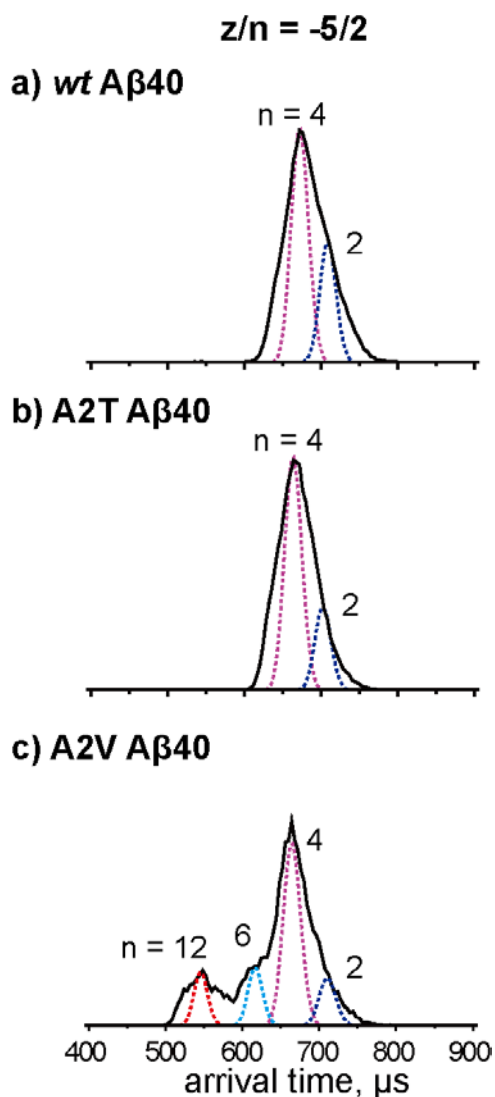 z/n = -5/2
a) wt Aβ40
n = 4
2
b) A2T Aβ40
n = 4
2
c) A2V Aβ40
4
6
n = 12
2
400 500 600 700 800 900
arrival time, µs